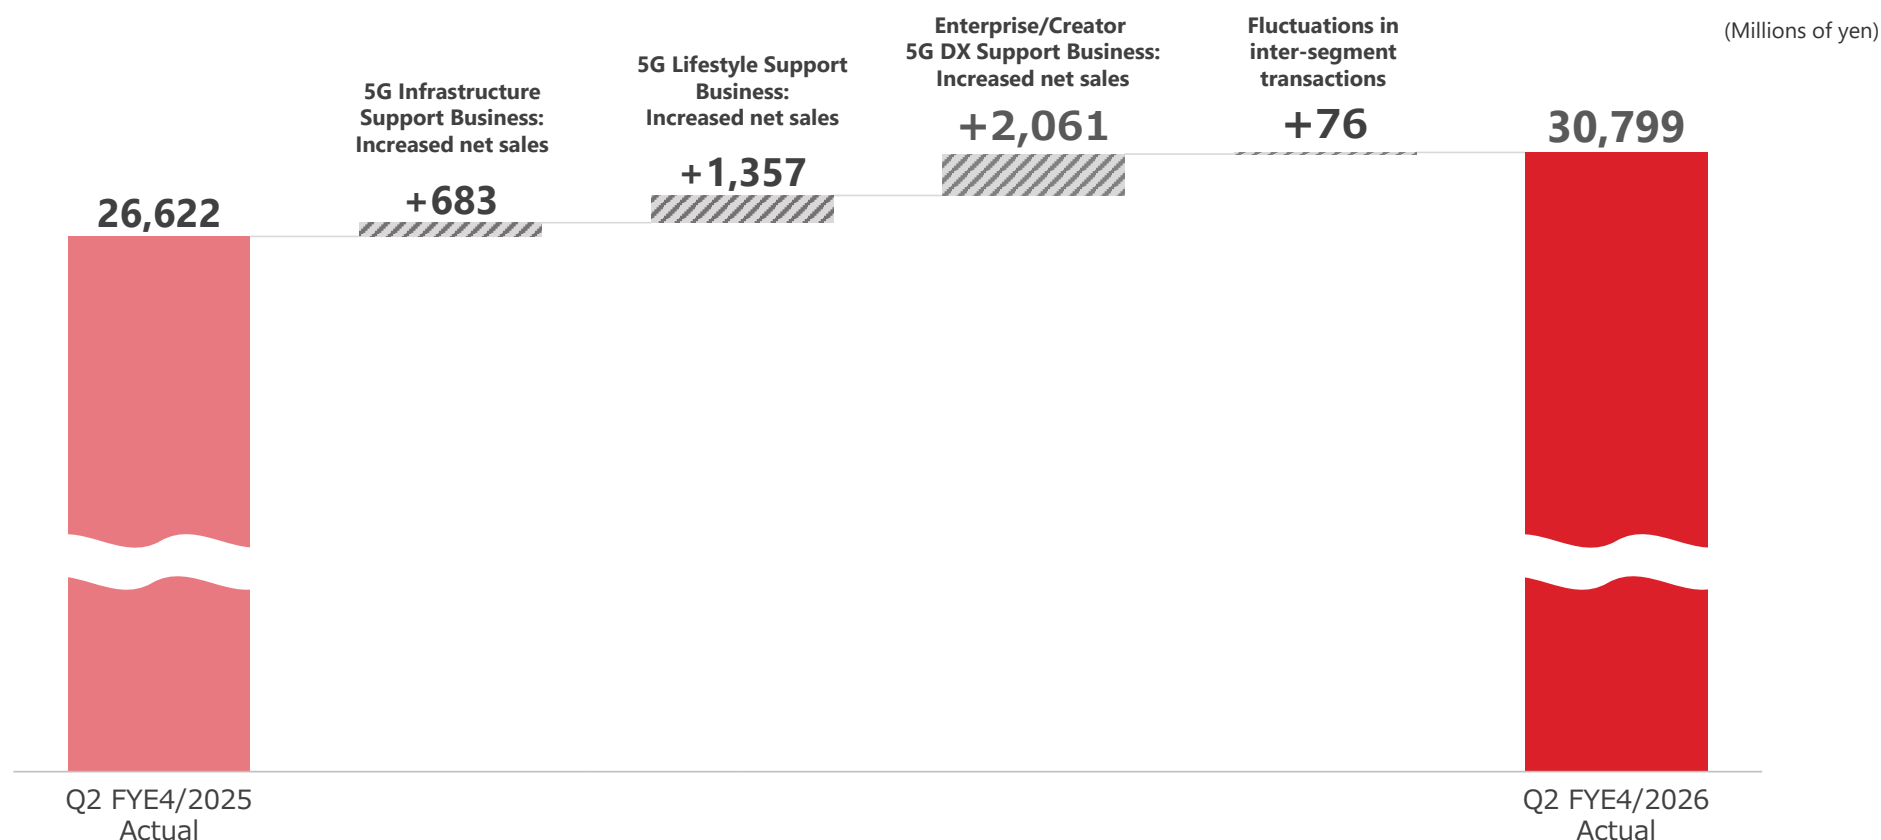 (Millions of yen)
26,622
5G Infrastructure
Support Business:
Increased net sales
+683
5G Lifestyle Support
Business:
Increased net sales
+1,357
Enterprise/Creator
5G DX Support Business:
Increased net sales
+2,061
Fluctuations in
inter-segment
transactions
+76
30,799
Q2 FYE4/2025
Actual
Q2 FYE4/2026
Actual